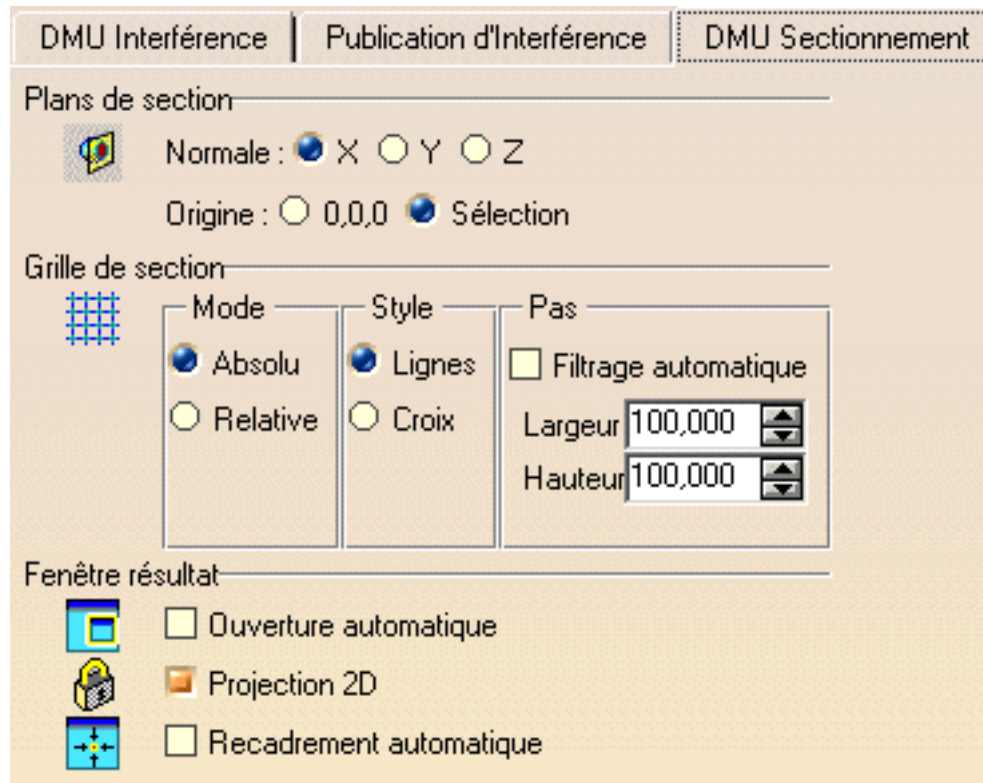 DMU Interférence Publication d'Interférence DMU Sectionnement
Plans de section
Normale : X Y Z
Origine : 0,0,0 Sélection
Grille de section
Mode Style Pas
Absolu Lignes Filtrage automatique
Relative Croix Largeur 100,000
Hauteur 100,000
Fenêtre résultat
Ouverture automatique
Projection 2D
Recadrement automatique